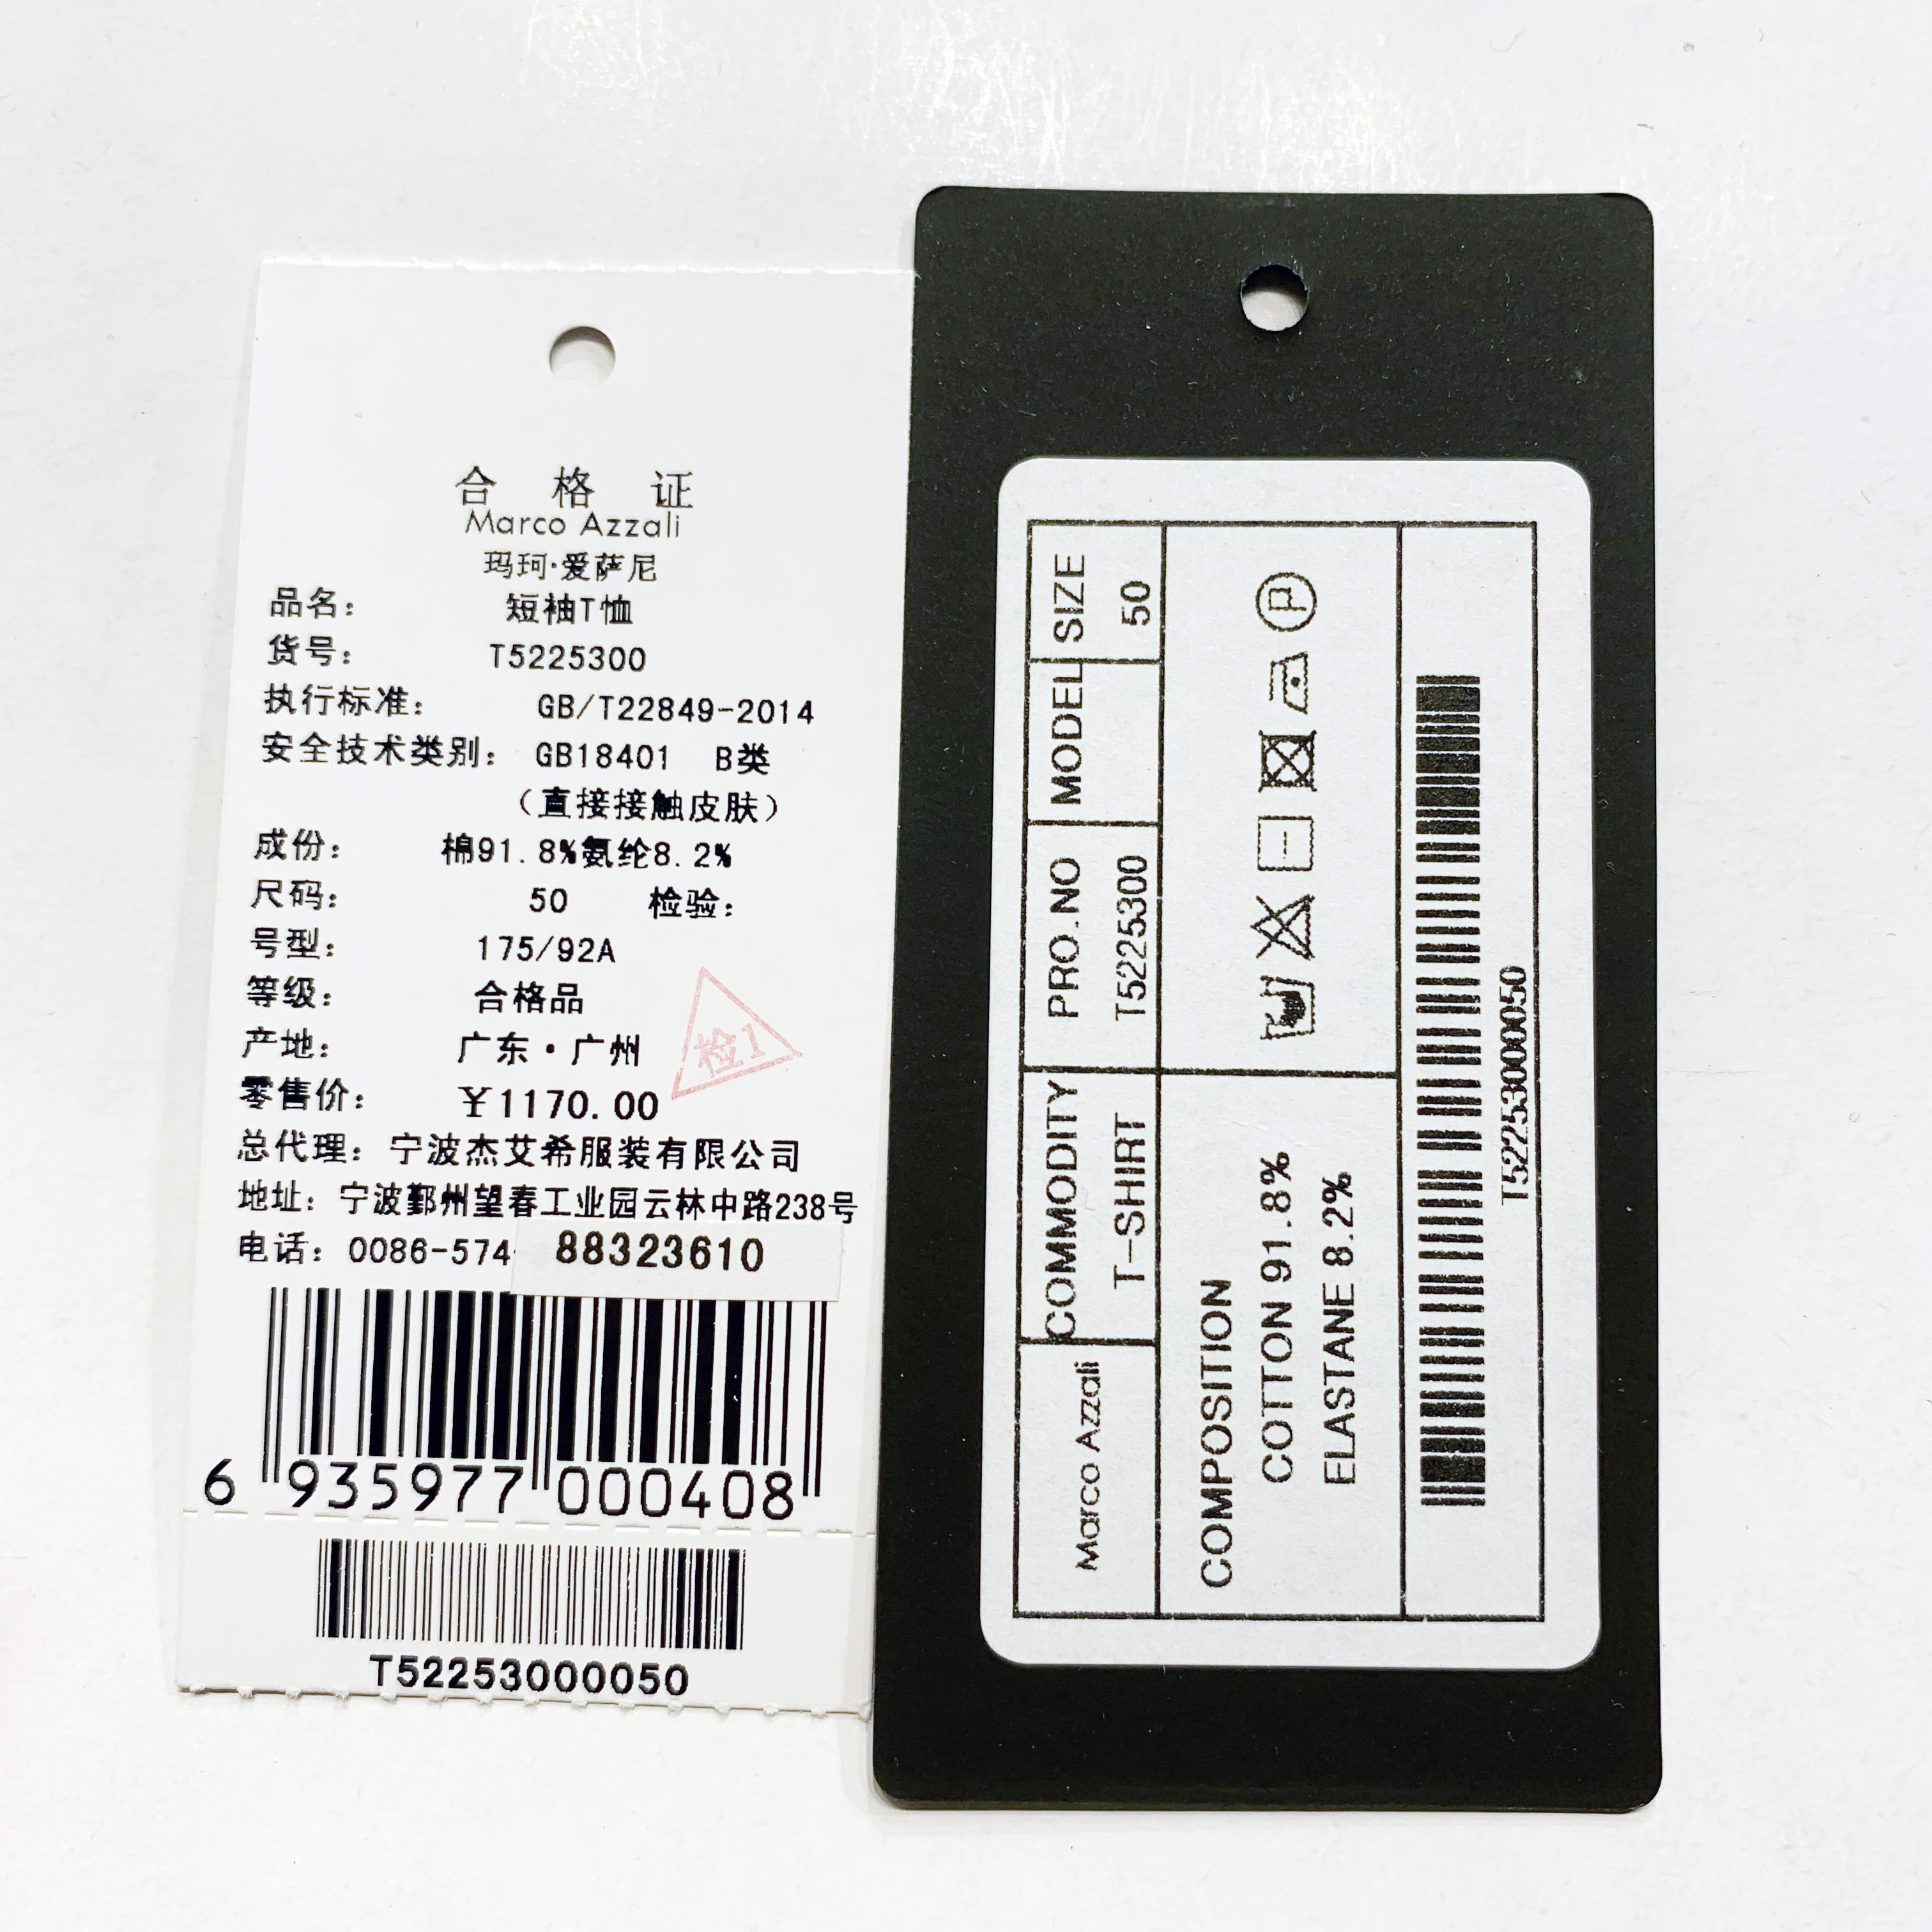 合 格 证
Marco Azzali
玛珂·爱萨尼
品名： 短袖T恤
货号： T5225300
执行标准： GB/T22849-2014
安全技术类别： GB18401 B类
（直接接触皮肤）
成份： 棉91.8%氨纶8.2%
尺码： 50 检验：
号型： 175/92A
等级： 合格品
产地： 广东·广州
零售价： ¥1170.00
检1
总代理： 宁波杰艾希服装有限公司
地址：宁波鄞州望春工业园云林中路238号
电话：0086-574- 88323610
6 935977 000408
T52253000050
Marco Azzali COMMODITY PRO.NO MODEL SIZE
T-SHIRT T5225300 50
COMPOSITION
COTTON 91.8%
ELASTANE 8.2%
P
T52253000050